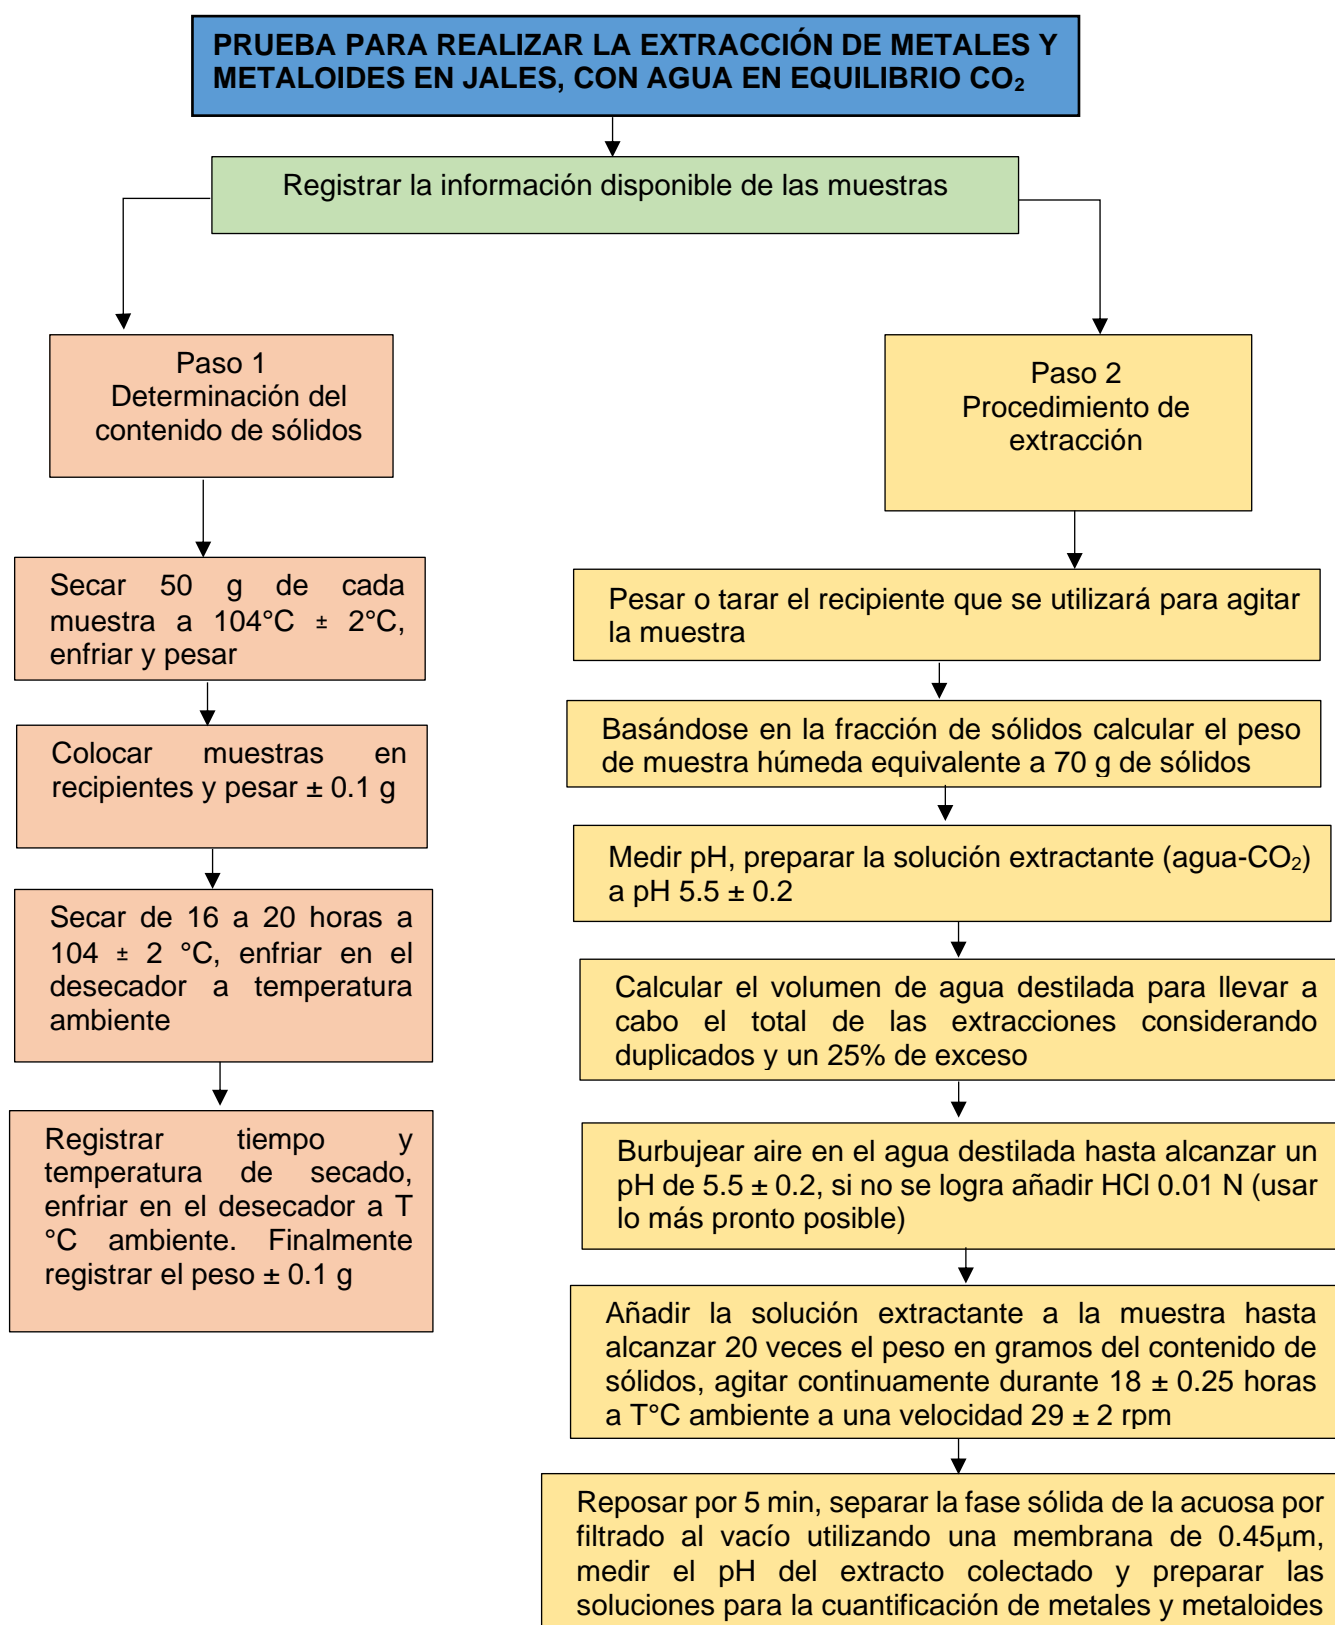 PRUEBA PARA REALIZAR LA EXTRACCIÓN DE METALES Y
METALOIDES EN JALES, CON AGUA EN EQUILIBRIO CO₂
Registrar la información disponible de las muestras
Paso 1
Determinación del
contenido de sólidos
Secar 50 g de cada
muestra a 104°C ± 2°C,
enfriar y pesar
Colocar muestras en
recipientes y pesar ± 0.1 g
Secar de 16 a 20 horas a
104 ± 2 °C, enfriar en el
desecador a temperatura
ambiente
Registrar tiempo y
temperatura de secado,
enfriar en el desecador a T
°C ambiente. Finalmente
registrar el peso ± 0.1 g
Paso 2
Procedimiento de
extracción
Pesar o tarar el recipiente que se utilizará para agitar
la muestra
Basándose en la fracción de sólidos calcular el peso
de muestra húmeda equivalente a 70 g de sólidos
Medir pH, preparar la solución extractante (agua-CO₂)
a pH 5.5 ± 0.2
Calcular el volumen de agua destilada para llevar a
cabo el total de las extracciones considerando
duplicados y un 25% de exceso
Burbujear aire en el agua destilada hasta alcanzar un
pH de 5.5 ± 0.2, si no se logra añadir HCl 0.01 N (usar
lo más pronto posible)
Añadir la solución extractante a la muestra hasta
alcanzar 20 veces el peso en gramos del contenido de
sólidos, agitar continuamente durante 18 ± 0.25 horas
a T°C ambiente a una velocidad 29 ± 2 rpm
Reposar por 5 min, separar la fase sólida de la acuosa por
filtrado al vacío utilizando una membrana de 0.45µm,
medir el pH del extracto colectado y preparar las
soluciones para la cuantificación de metales y metaloides